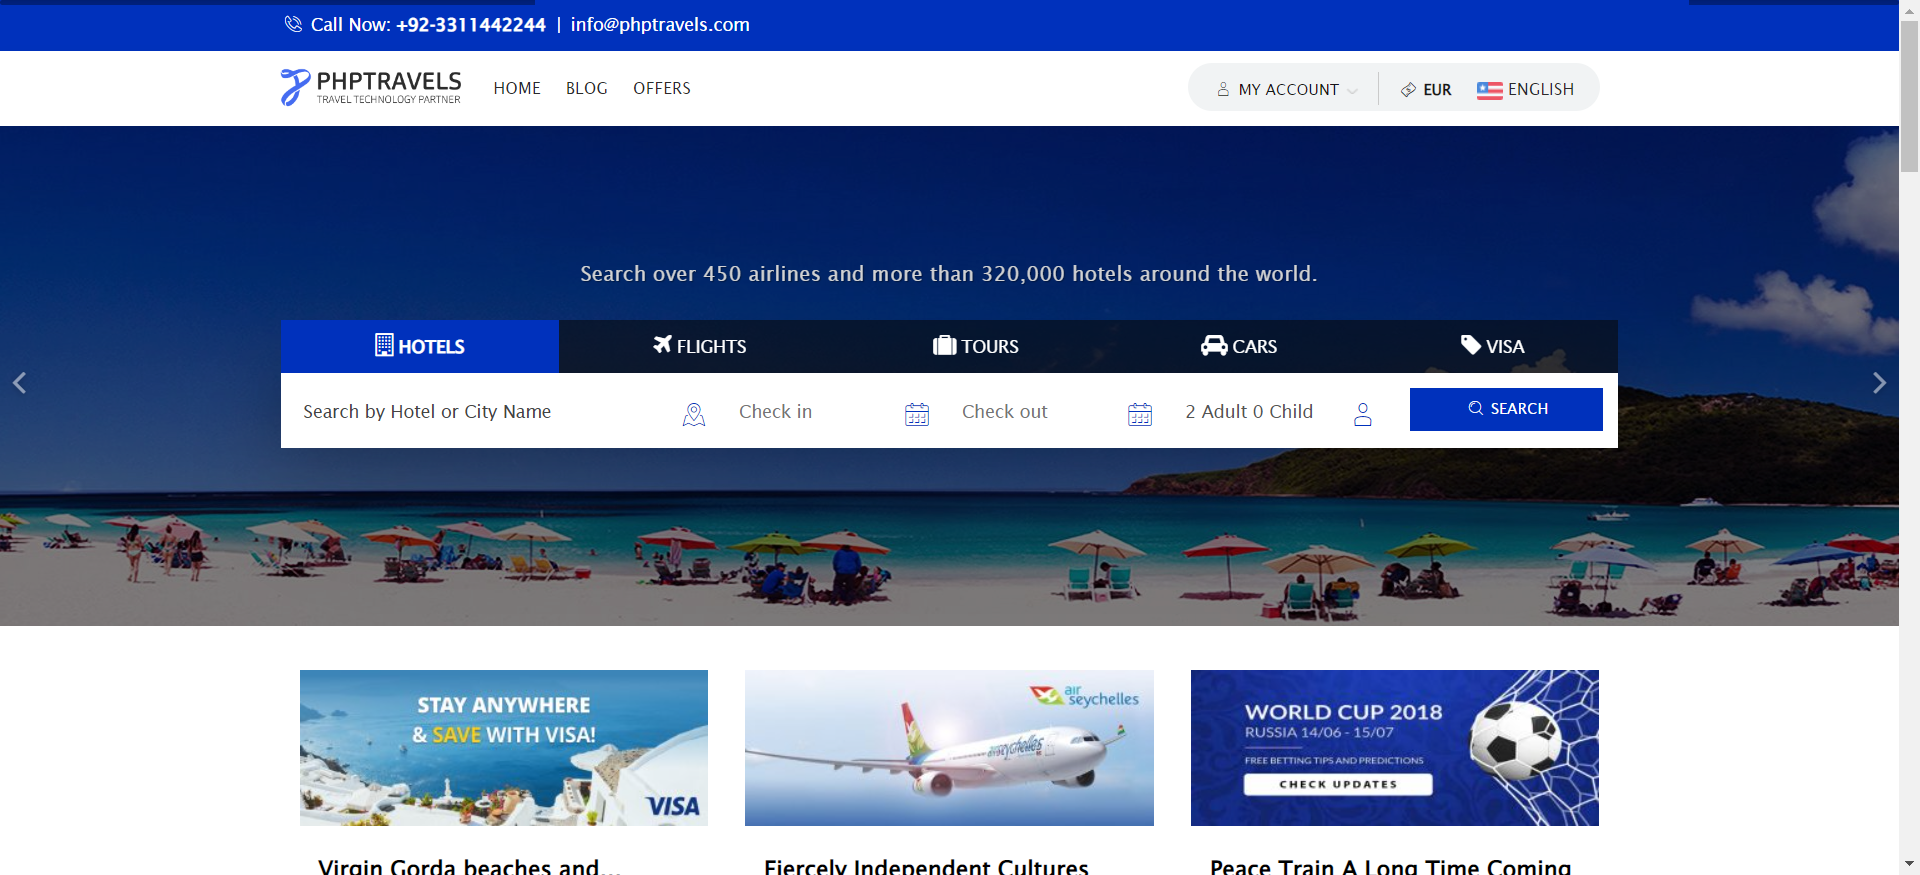 Call Now: +92-3311442244 | info@phptravels.com
PHPTRAVELS
TRAVEL TECHNOLOGY PARTNER
HOME BLOG OFFERS
MY ACCOUNT EUR ENGLISH
Search over 450 airlines and more than 320,000 hotels around the world.
HOTELS FLIGHTS TOURS CARS VISA
Search by Hotel or City Name Check in Check out 2 Adult 0 Child SEARCH
STAY ANYWHERE
& SAVE WITH VISA!
VISA
air
seychelles
air seychelles
WORLD CUP 2018
RUSSIA 14/06 - 15/07
FREE BETTING TIPS AND PREDICTIONS
CHECK UPDATES
Virgin Gorda beaches and...
Fiercely Independent Cultures
Peace Train A Long Time Coming